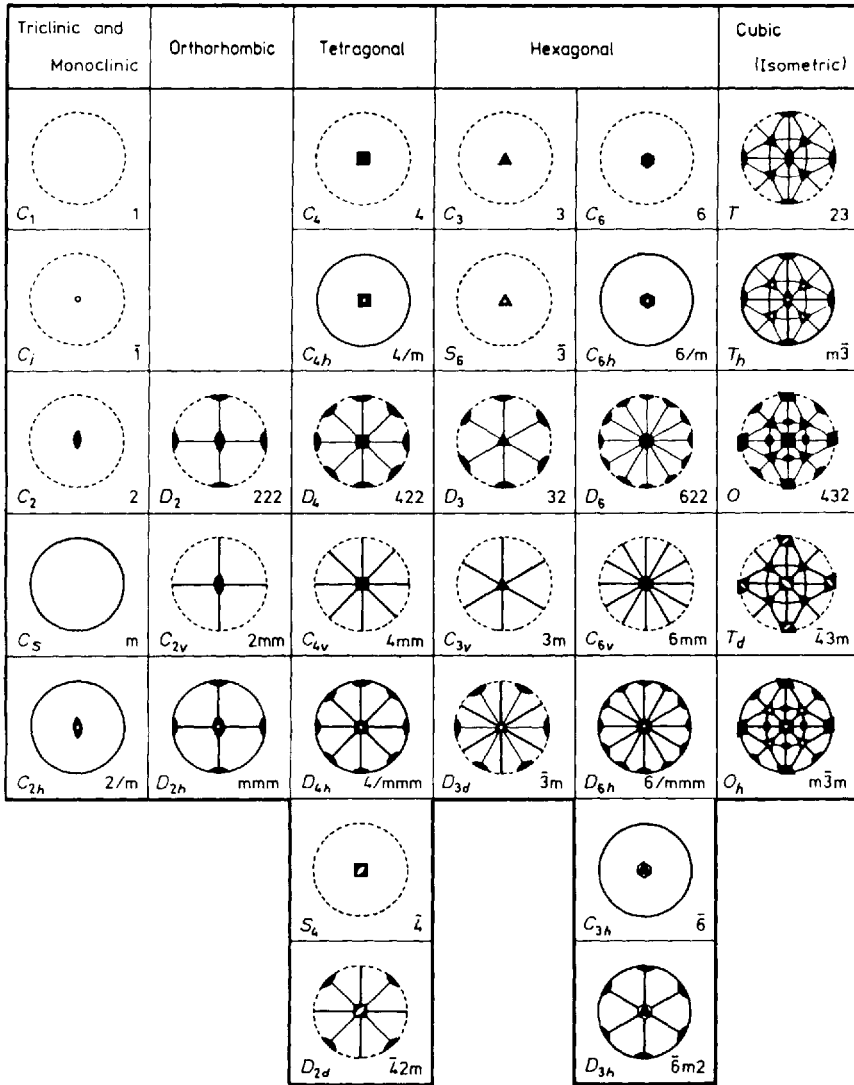 Triclinic and
Monoclinic
Orthorhombic
Tetragonal
Hexagonal
Cubic
(Isometric)
C₁ 1
C₄ 4
C₃ 3
C₆ 6
T 23
Cᵢ 1̄
C₄ₕ 4/m
S₆ 3̄
C₆ₕ 6/m
Tₕ m3̄
C₂ 2
D₂ 222
D₄ 422
D₃ 32
D₆ 622
O 432
C_S m
C₂ᵥ 2mm
C₄ᵥ 4mm
C₃ᵥ 3m
C₆ᵥ 6mm
T_d 4̄3m
C₂ₕ 2/m
D₂ₕ mmm
D₄ₕ 4/mmm
D₃d 3̄m
D₆ₕ 6/mmm
Oₕ m3̄m
S₄ 4̄
C₃ₕ 6̄
D₂d 4̄2m
D₃ₕ 6̄m2